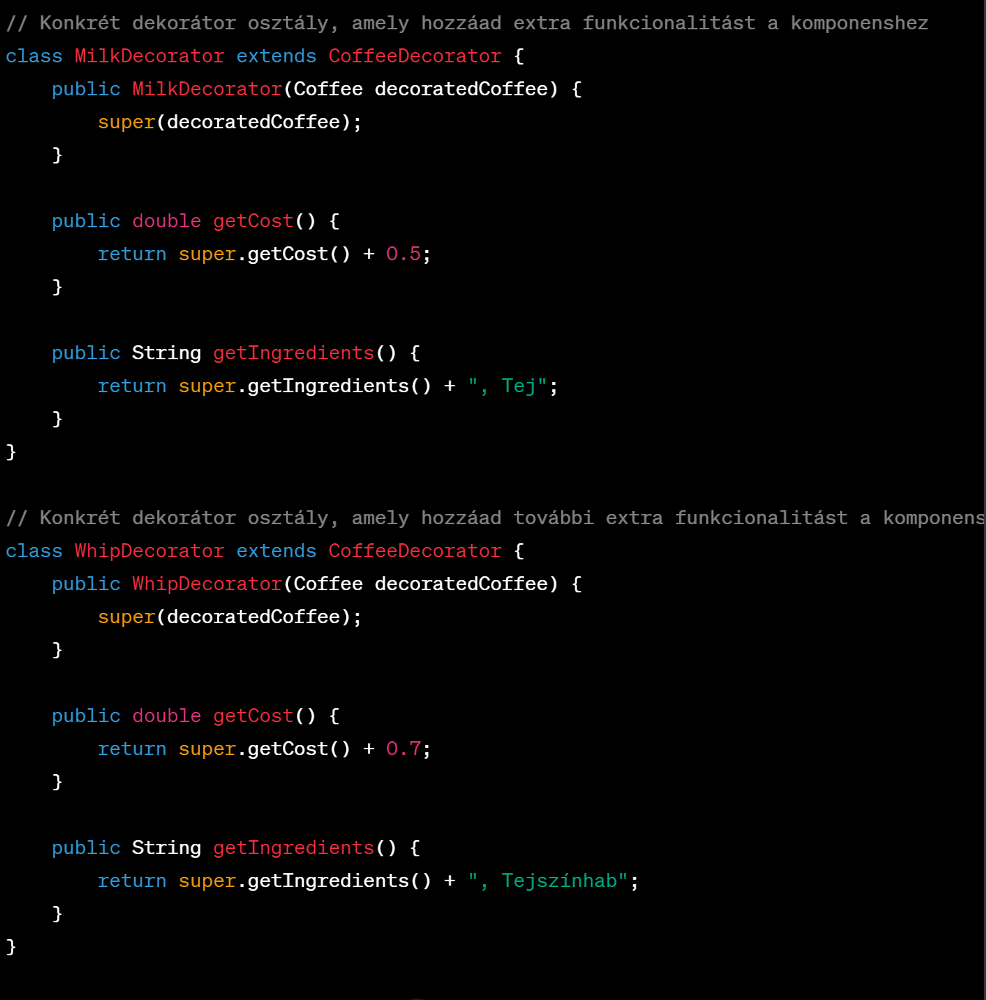 // Konkrét dekorátor osztály, amely hozzáad extra funkcionalitást a komponenshez
class MilkDecorator extends CoffeeDecorator {
    public MilkDecorator(Coffee decoratedCoffee) {
        super(decoratedCoffee);
    }

    public double getCost() {
        return super.getCost() + 0.5;
    }

    public String getIngredients() {
        return super.getIngredients() + ", Tej";
    }
}

// Konkrét dekorátor osztály, amely hozzáad további extra funkcionalitást a komponens
class WhipDecorator extends CoffeeDecorator {
    public WhipDecorator(Coffee decoratedCoffee) {
        super(decoratedCoffee);
    }

    public double getCost() {
        return super.getCost() + 0.7;
    }

    public String getIngredients() {
        return super.getIngredients() + ", Tejszínhab";
    }
}